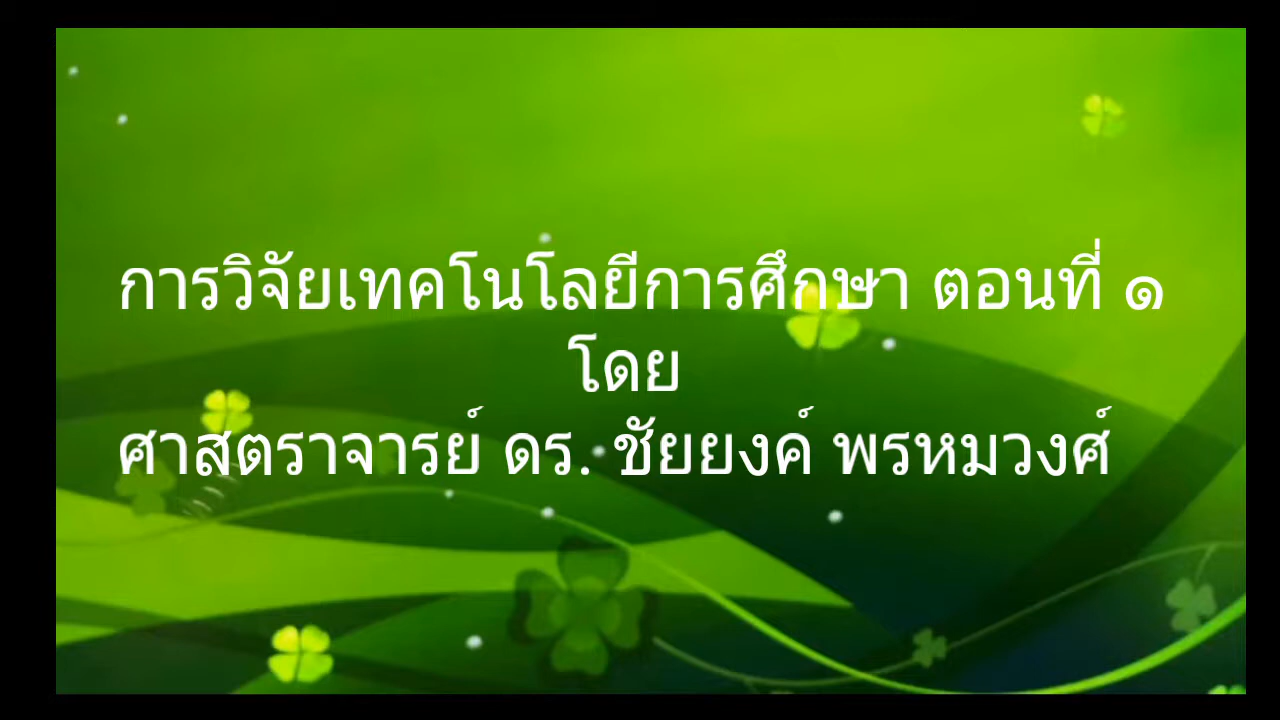 การวิจัยเทคโนโลยีการศึกษา ตอนที่ ๑
โดย
ศาสตราจารย์ ดร. ชัยยงค์ พรหมวงศ์